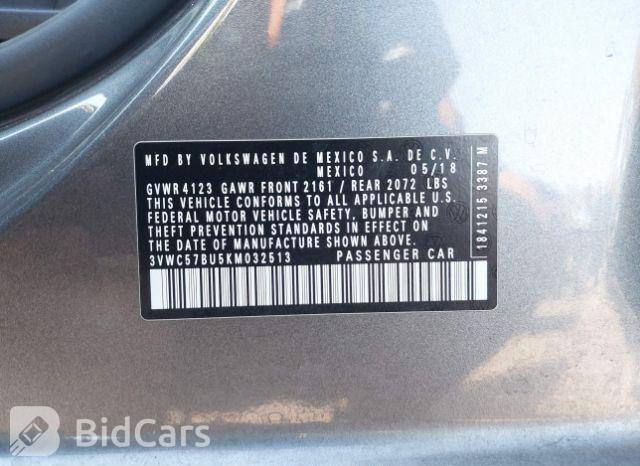 MFD BY VOLKSWAGEN DE MEXICO S.A. DE C.V.
MEXICO 05/18
GVWR 4123 GAWR FRONT 2161 / REAR 2072 LBS
THIS VEHICLE CONFORMS TO ALL APPLICABLE U.S.
FEDERAL MOTOR VEHICLE SAFETY, BUMPER AND
THEFT PREVENTION STANDARDS IN EFFECT ON
THE DATE OF MANUFACTURE SHOWN ABOVE.
3VWC57BU5KM032513 PASSENGER CAR
1841215 3387 M
BidCars